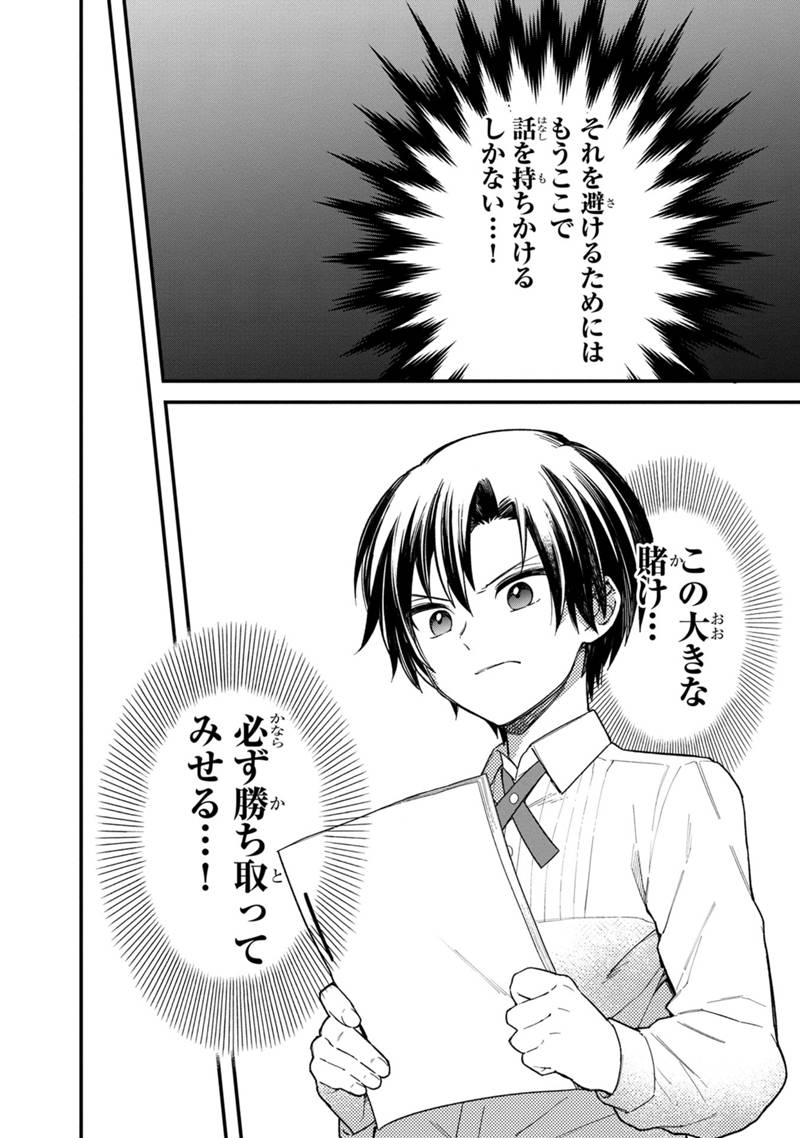 それを避けるためには
もうここで
話を持ちかける
しかない…!
この大きな
賭け…
必ず勝ち取って
みせる…!